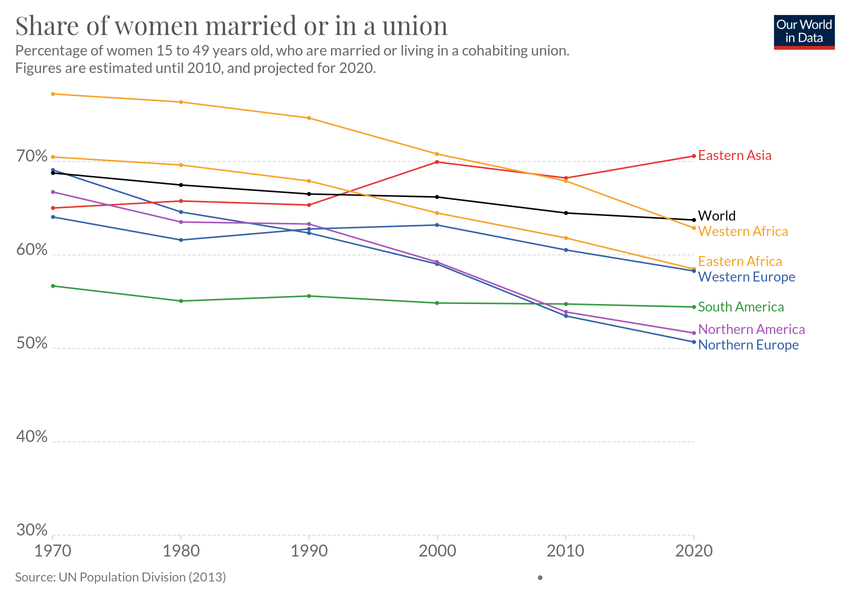 Share of women married or in a union
Our World
in Data
Percentage of women 15 to 49 years old, who are married or living in a cohabiting union.
Figures are estimated until 2010, and projected for 2020.
70%
60%
50%
40%
30%
Eastern Asia
World
Western Africa
Eastern Africa
Western Europe
South America
Northern America
Northern Europe
1970 1980 1990 2000 2010 2020
Source: UN Population Division (2013)